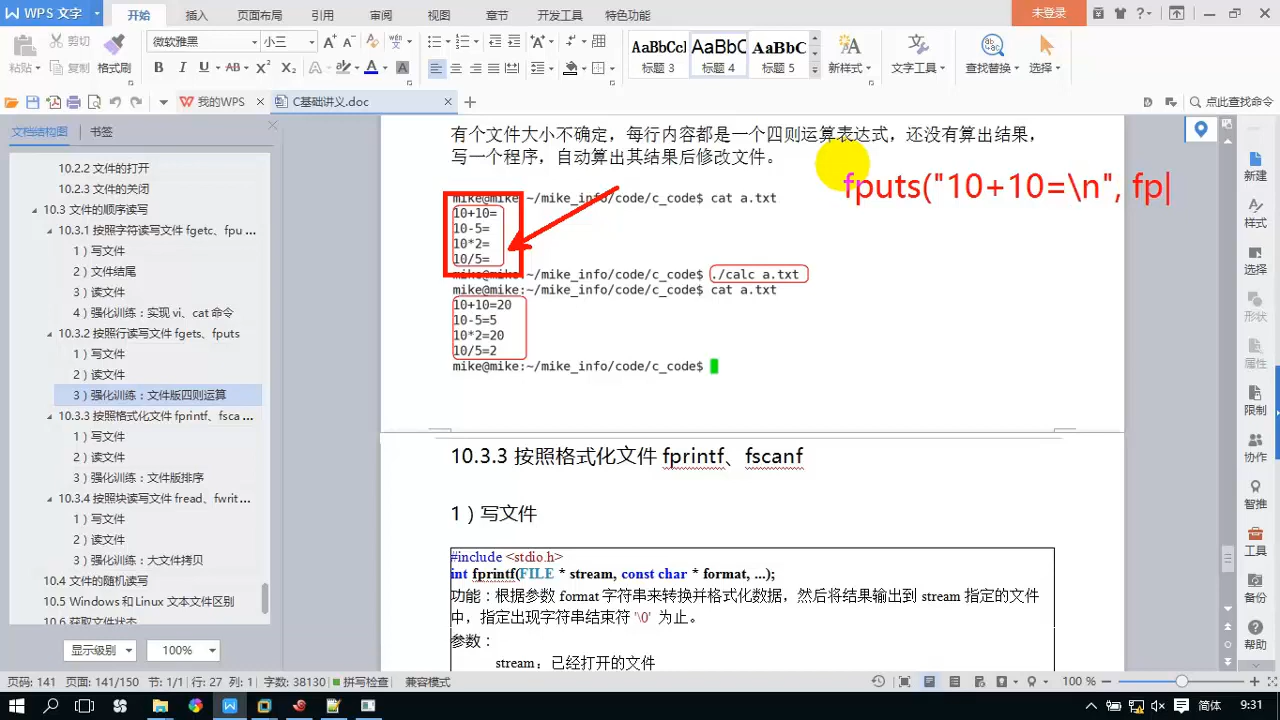 WPS 文字
开始
插入
页面布局
引用
审阅
视图
章节
开发工具
特色功能
未登录
粘贴
剪切
复制
格式刷
微软雅黑
小三
AaBbCcl
标题 3
AaBbC
标题 4
AaBbC
标题 5
新样式
文字工具
查找替换
选择
我的WPS
C基础讲义.doc
点此查找命令
文档结构图
书签
10.2.2 文件的打开
10.2.3 文件的关闭
10.3 文件的顺序读写
10.3.1 按照字符读写文件 fgetc、fpu
1）写文件
2）文件结尾
3）读文件
4）强化训练：实现 vi、cat 命令
10.3.2 按照行读写文件 fgets、fputs
1）写文件
2）读文件
3）强化训练：文件版四则运算
10.3.3 按照格式化文件 fprintf、fsca ...
1）写文件
2）读文件
3）强化训练：文件版排序
10.3.4 按照块读写文件 fread、fwrit...
1）写文件
2）读文件
3）强化训练：大文件拷贝
10.4 文件的随机读写
10.5 Windows和Linux 文本文件区别
10.6 获取文件状态
显示级别
100%
有个文件大小不确定，每行内容都是一个四则运算表达式，还没有算出结果，
写一个程序，自动算出其结果后修改文件。
fputs("10+10=\n", fp
mike@mike:~/mike_info/code/c_code$ cat a.txt
10+10=
10-5=
10*2=
10/5=
mike@mike:~/mike_info/code/c_code$ ./calc a.txt
mike@mike:~/mike_info/code/c_code$ cat a.txt
10+10=20
10-5=5
10*2=20
10/5=2
mike@mike:~/mike_info/code/c_code$
10.3.3 按照格式化文件 fprintf、fscanf
1）写文件
#include <stdio.h>
int fprintf(FILE * stream, const char * format, ...);
功能：根据参数 format 字符串来转换并格式化数据，然后将结果输出到 stream 指定的文件
中，指定出现字符串结束符 '\0' 为止。
参数：
stream：已经打开的文件
新建
样式
选择
形状
属性
限制
协作
智推
工具
备份
帮助
页码: 141
页面: 141/150
节: 1/1
行: 27
列: 1
字数: 38130
拼写检查
兼容模式
100 %
简体
9:31